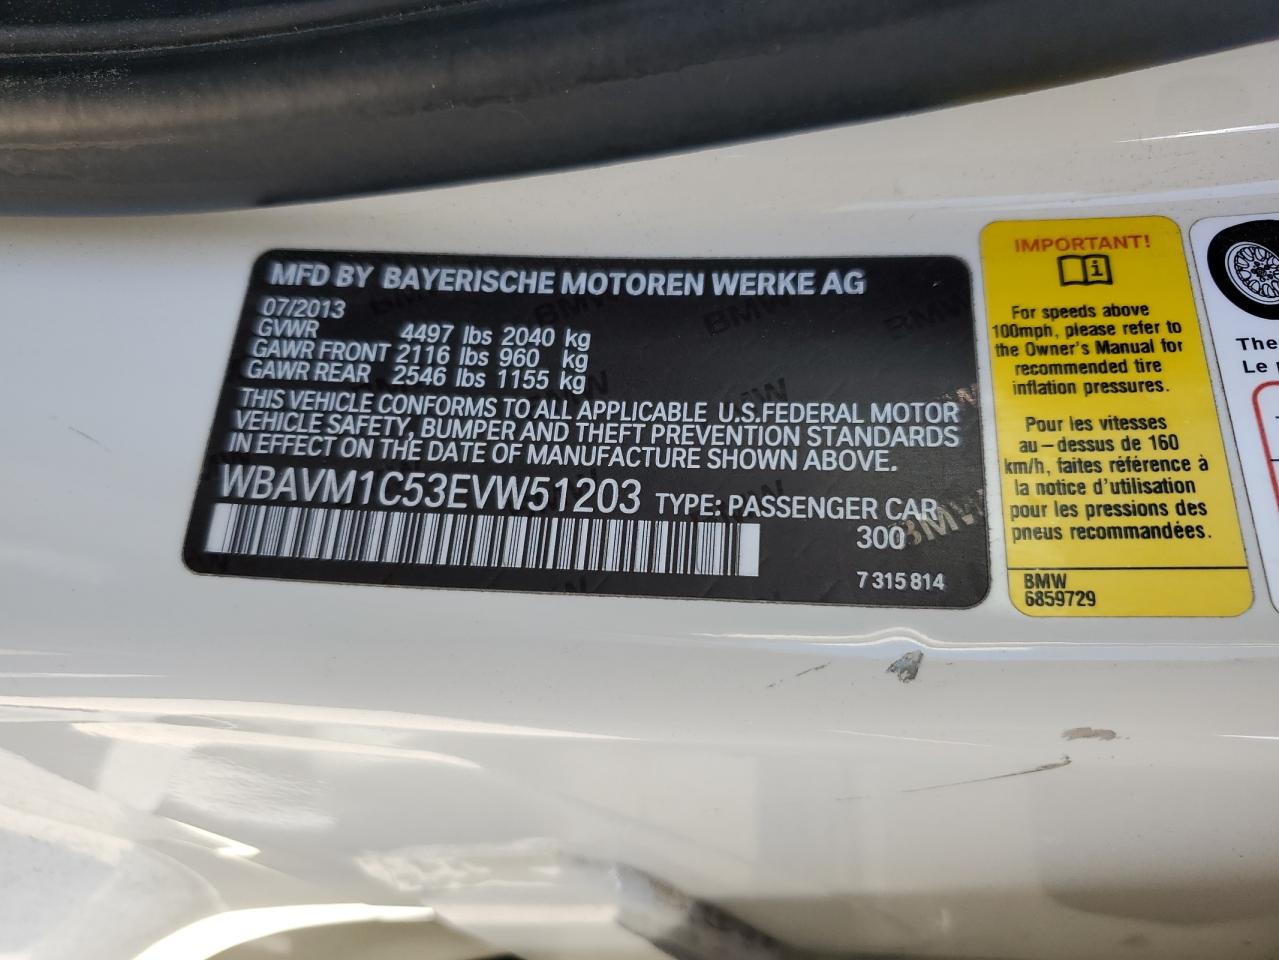 MFD BY BAYERISCHE MOTOREN WERKE AG
07/2013
GVWR 4497 lbs 2040 kg
GAWR FRONT 2116 lbs 960 kg
GAWR REAR 2546 lbs 1155 kg
THIS VEHICLE CONFORMS TO ALL APPLICABLE U.S.FEDERAL MOTOR
VEHICLE SAFETY, BUMPER AND THEFT PREVENTION STANDARDS
IN EFFECT ON THE DATE OF MANUFACTURE SHOWN ABOVE.
WBAVM1C53EVW51203 TYPE: PASSENGER CAR
300
7 315 814
IMPORTANT!
For speeds above
100mph, please refer to
the Owner's Manual for
recommended tire
inflation pressures.
Pour les vitesses
au-dessus de 160
km/h, faites référence à
la notice d'utilisation
pour les pressions des
pneus recommandées.
BMW
6859729
The
Le